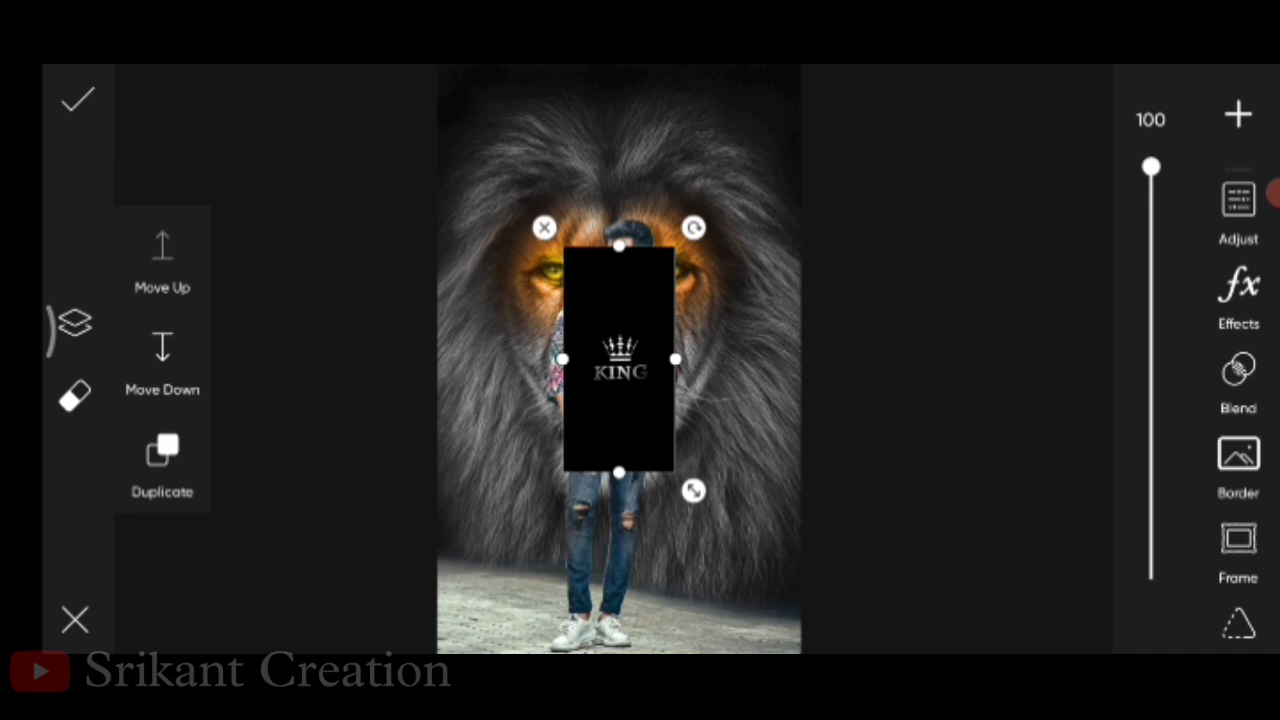 100
Adjust
Effects
Blend
Border
Frame
Move Up
Move Down
Duplicate
KING
Srikant Creation